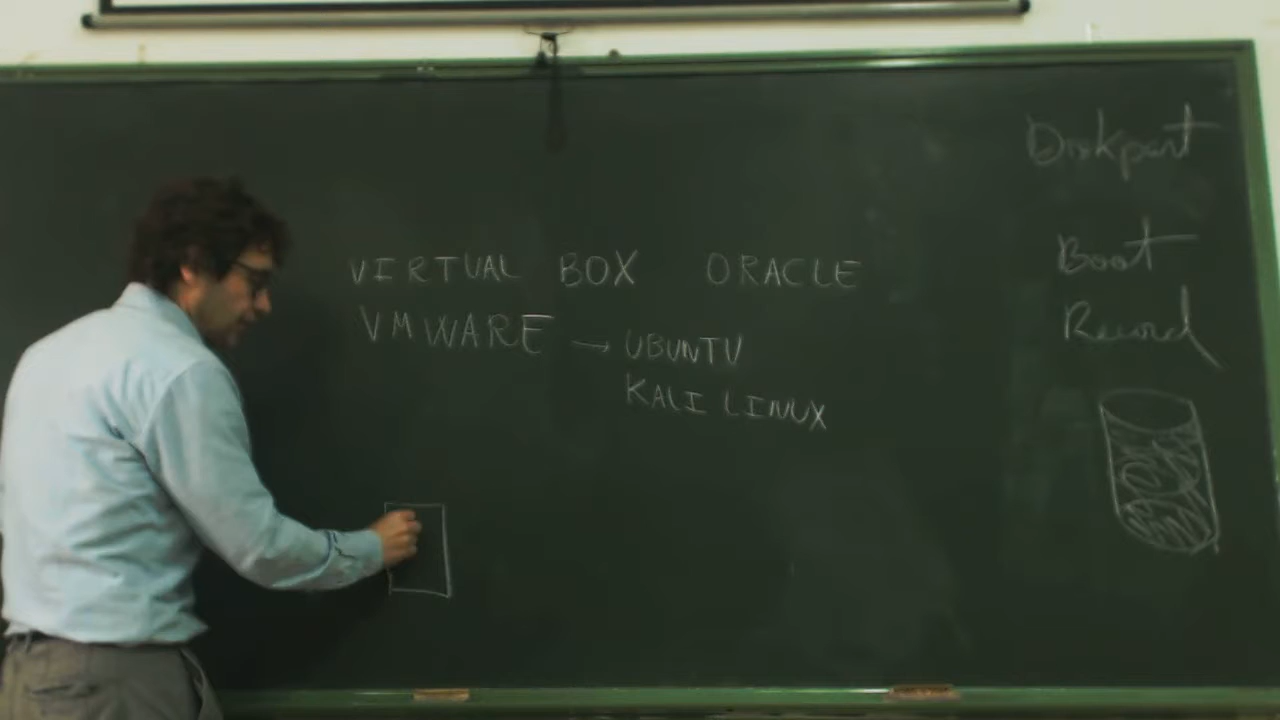 VIRTUAL BOX ORACLE
VMWARE → UBUNTU
KALI LINUX
Diskpart
Boot
Record